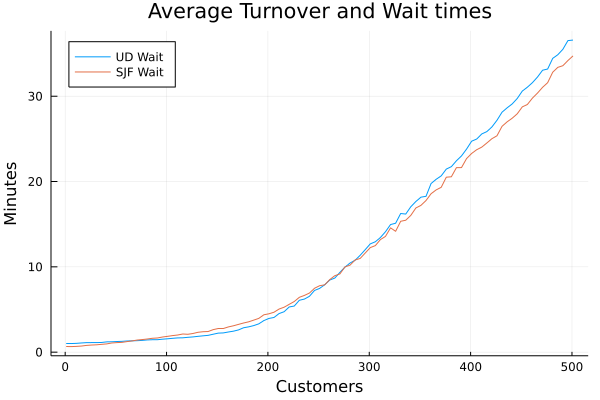 Average Turnover and Wait times
UD Wait
SJF Wait
Minutes
30
20
10
0
0 100 200 300 400 500
Customers